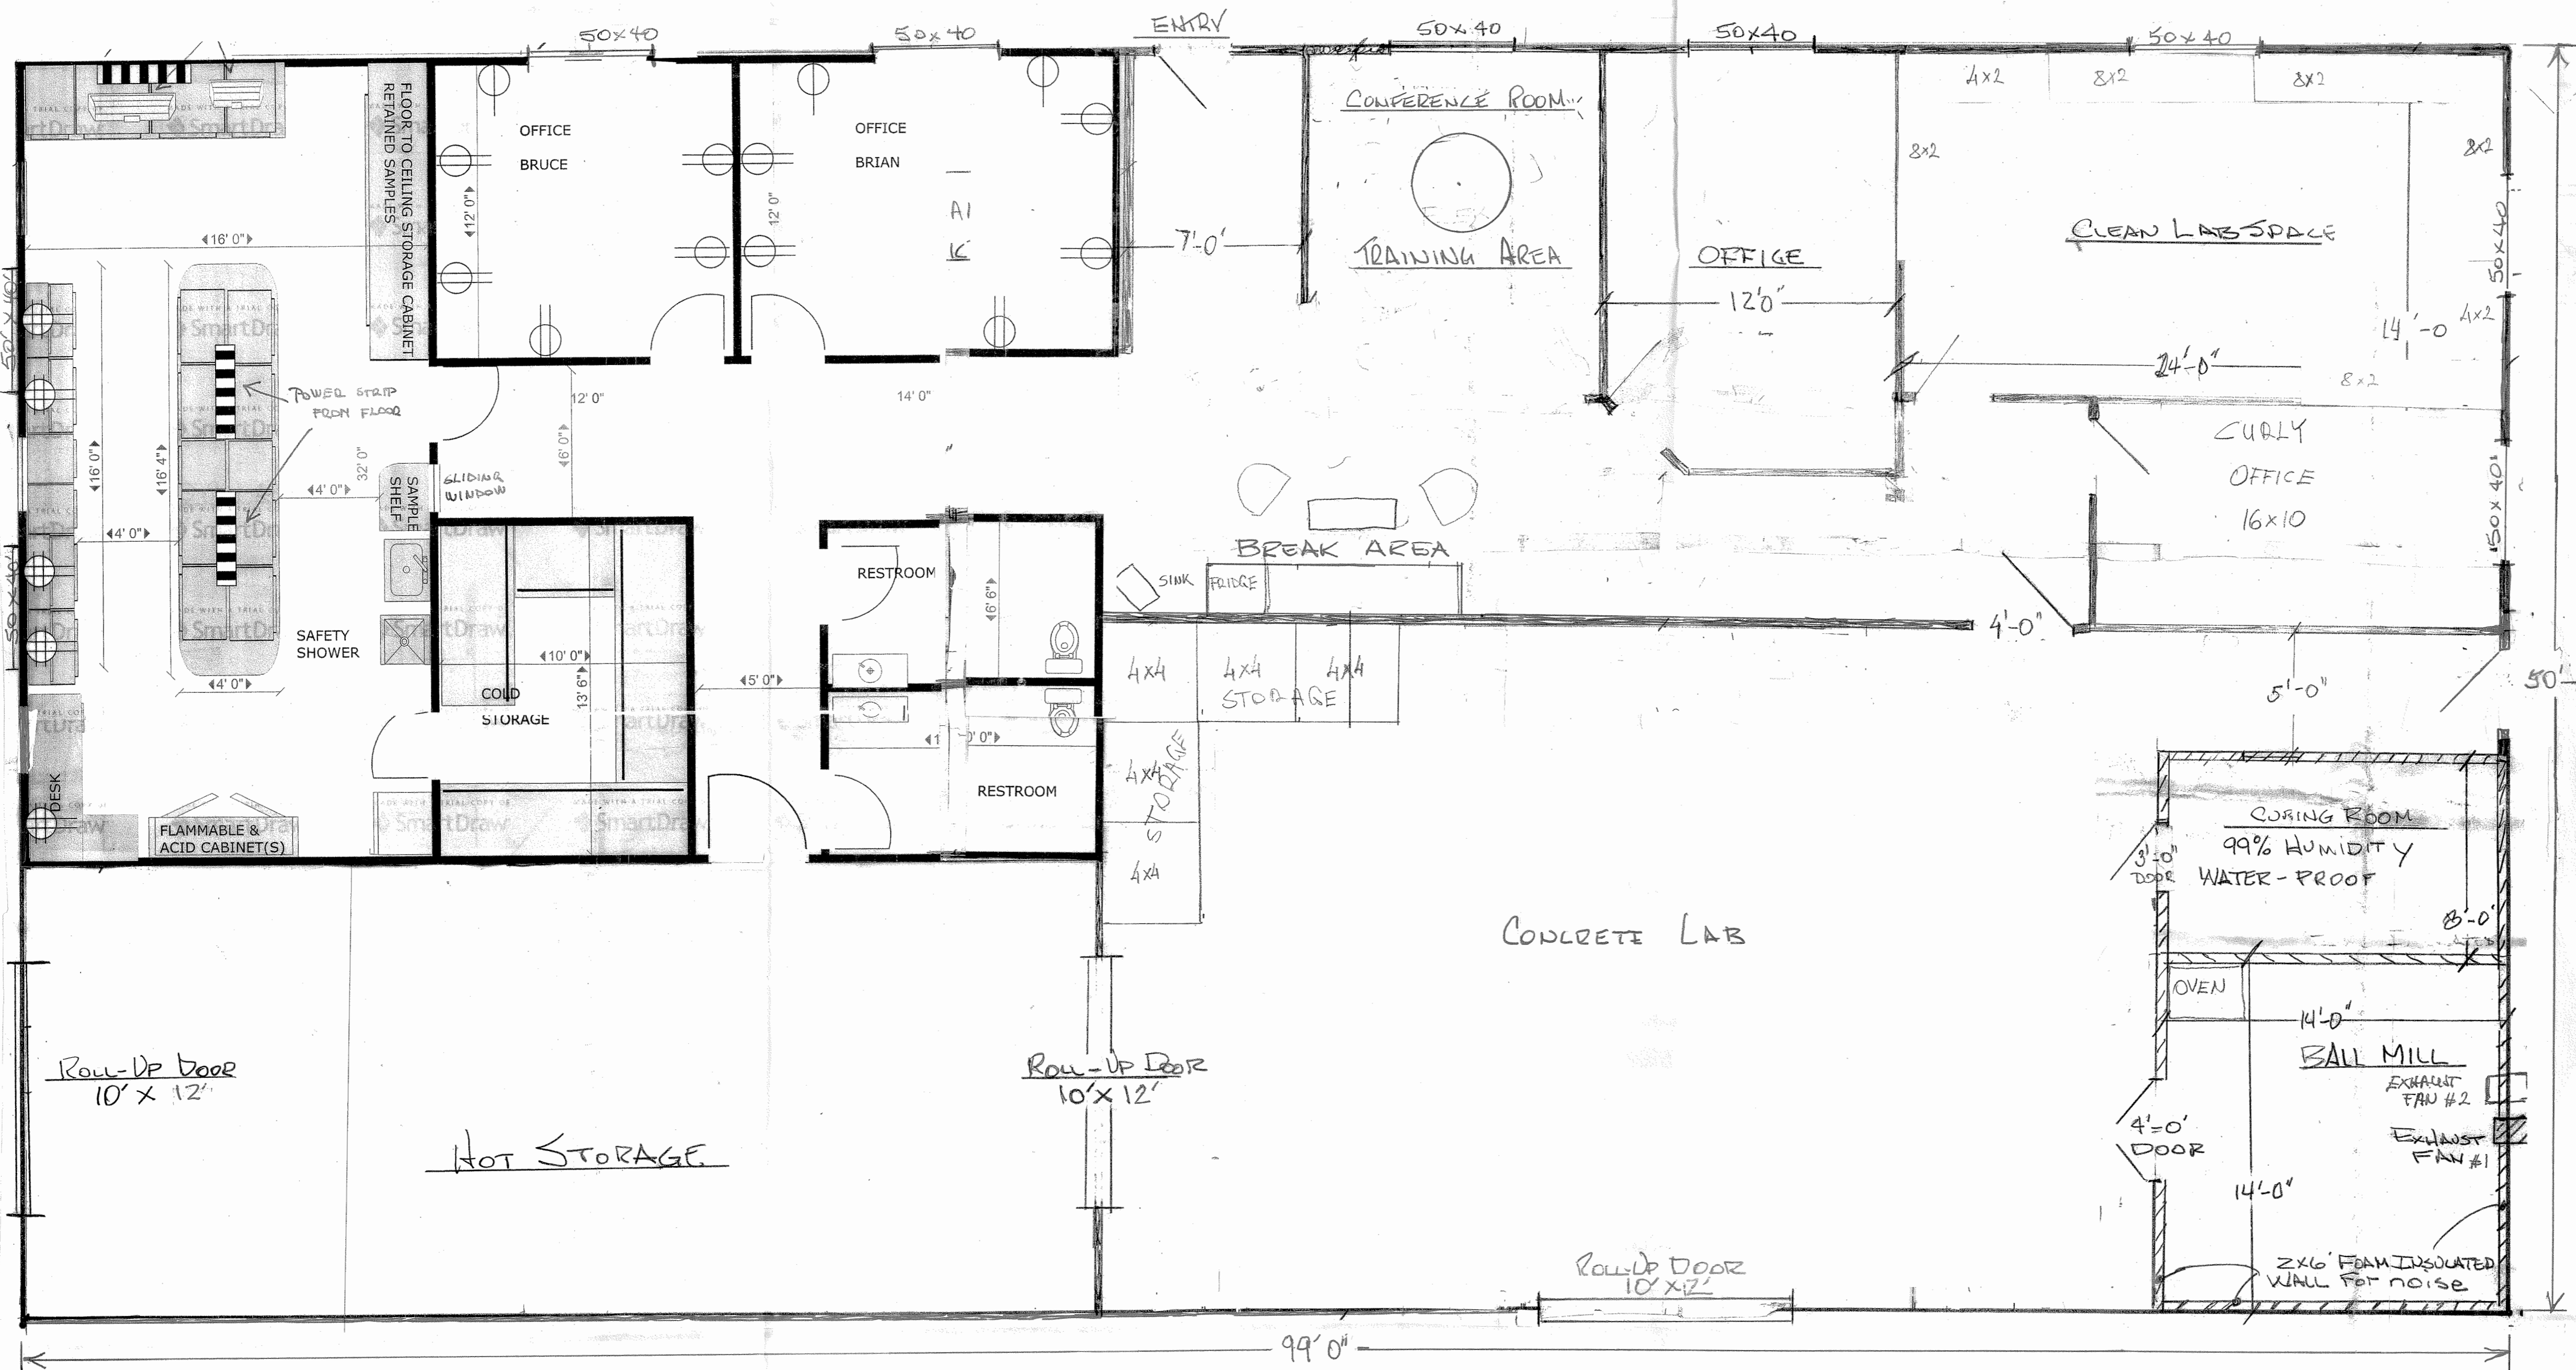 50x40
50x40
ENTRY
50x40
50x40
50x40
FLOOR TO CEILING STORAGE CABINET
RETAINED SAMPLES
OFFICE
BRUCE
12' 0"
OFFICE
BRIAN
12' 0"
AI
K
7'-0"
CONFERENCE ROOM
TRAINING AREA
OFFICE
12'0"
4x2
8x2
8x2
8x2
8x2
CLEAN LAB SPACE
50x40
4x2
14'-0
24'-0"
8x2
16' 0"
50x40
POWER STRIP
FROM FLOOR
16' 0"
16' 4"
32' 0"
4' 0"
4' 0"
SAMPLE
SHELF
SLIDING
WINDOW
12' 0"
6' 0"
14' 0"
CURLY
OFFICE
16x10
50x40
50x40
SAFETY
SHOWER
4' 0"
DESK
FLAMMABLE &
ACID CABINET(S)
10' 0"
13' 6"
COLD
STORAGE
5' 0"
RESTROOM
6' 6"
RESTROOM
BREAK AREA
SINK
FRIDGE
4'-0"
4x4
4x4
4x4
STORAGE
4x4
STORAGE
4x4
5'-0"
50'-
CURING ROOM
99% HUMIDITY
WATER-PROOF
3'-0"
DOOR
8'-0"
CONCRETE LAB
OVEN
14'-0"
BALL MILL
EXHAUST
FAN #2
EXHAUST
FAN #1
4'=0'
DOOR
14'-0"
2x6' FOAM INSULATED
WALL FOR NOISE
ROLL-UP DOOR
10' X 12'
ROLL-UP DOOR
10' X 12'
HOT STORAGE
ROLL-UP DOOR
10' X12'
99' 0"
SmartDraw